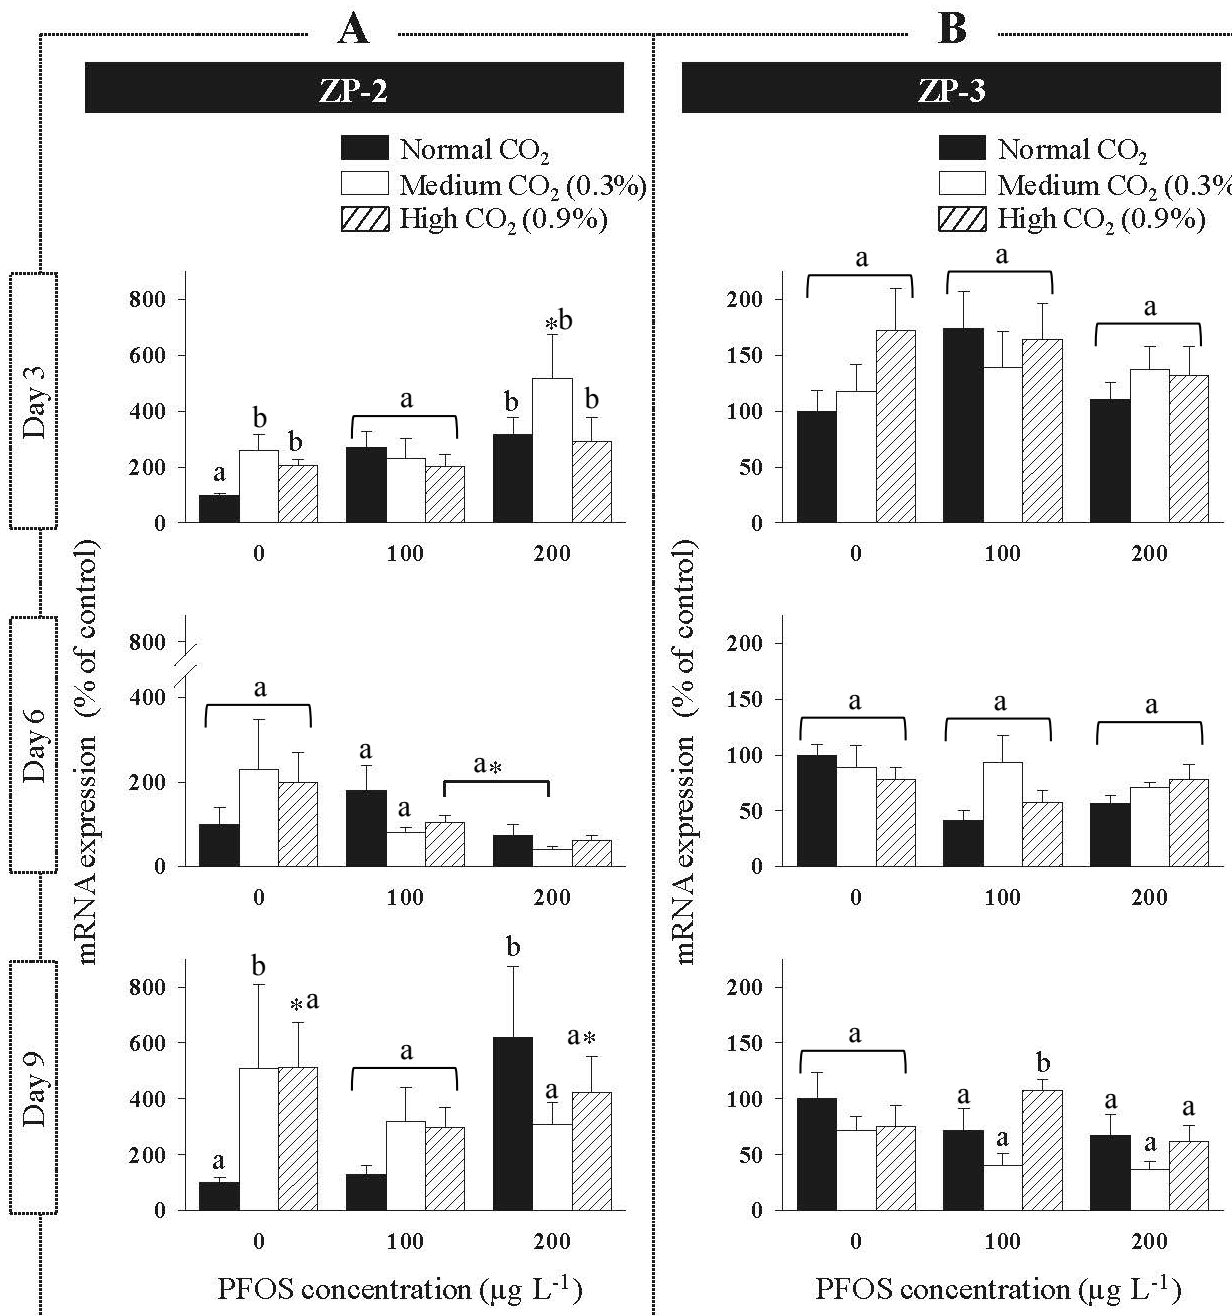 A
B
ZP-2
ZP-3
Normal CO2
Medium CO2 (0.3%)
High CO2 (0.9%)
Normal CO2
Medium CO2 (0.3%
High CO2 (0.9%)
Day 3
Day 6
Day 9
mRNA expression (% of control)
mRNA expression (% of control)
800
600
400
200
0
a
b
b
a
b
*b
b
0 100 200
200
150
100
50
0
a
a
a
0 100 200
800
400
200
0
a
a
a
a*
0 100 200
200
150
100
50
0
a
a
a
0 100 200
800
600
400
200
0
a
b
*a
a
b
a
a*
0 100 200
200
150
100
50
0
a
a
a
b
a
a
a
0 100 200
PFOS concentration (µg L-1)
PFOS concentration (µg L-1)